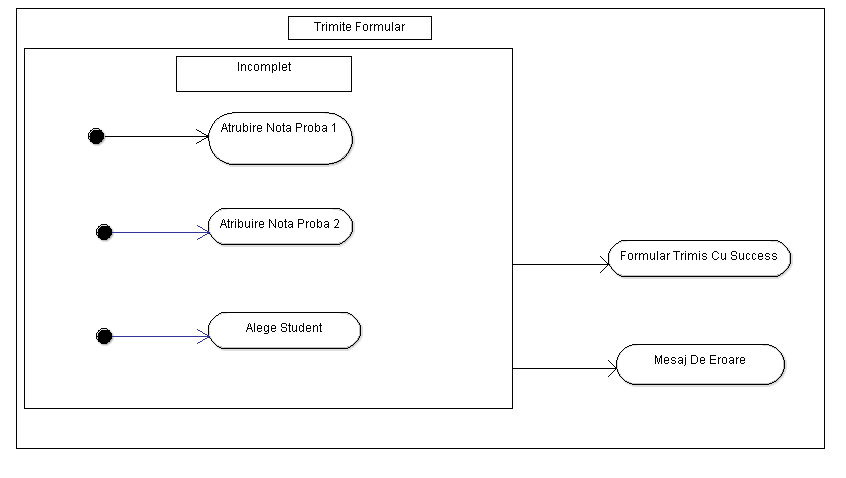 Trimite Formular
Incomplet
Atrubire Nota Proba 1
Atribuire Nota Proba 2
Alege Student
Formular Trimis Cu Success
Mesaj De Eroare